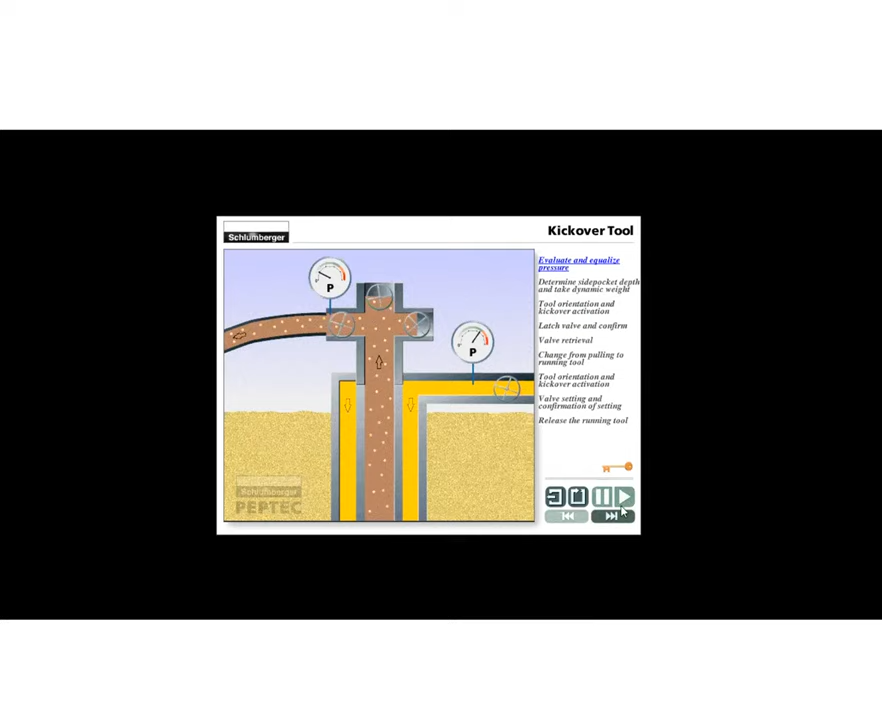 Schlumberger
Kickover Tool
P
P
Evaluate and equalize
pressure
Determine sidepocket depth
and take dynamic weight
Tool orientation and
kickover activation
Latch valve and confirm
Valve retrieval
Change from pulling to
running tool
Tool orientation and
kickover activation
Valve setting and
confirmation of setting
Release the running tool
Schlumberger
PEPTEC